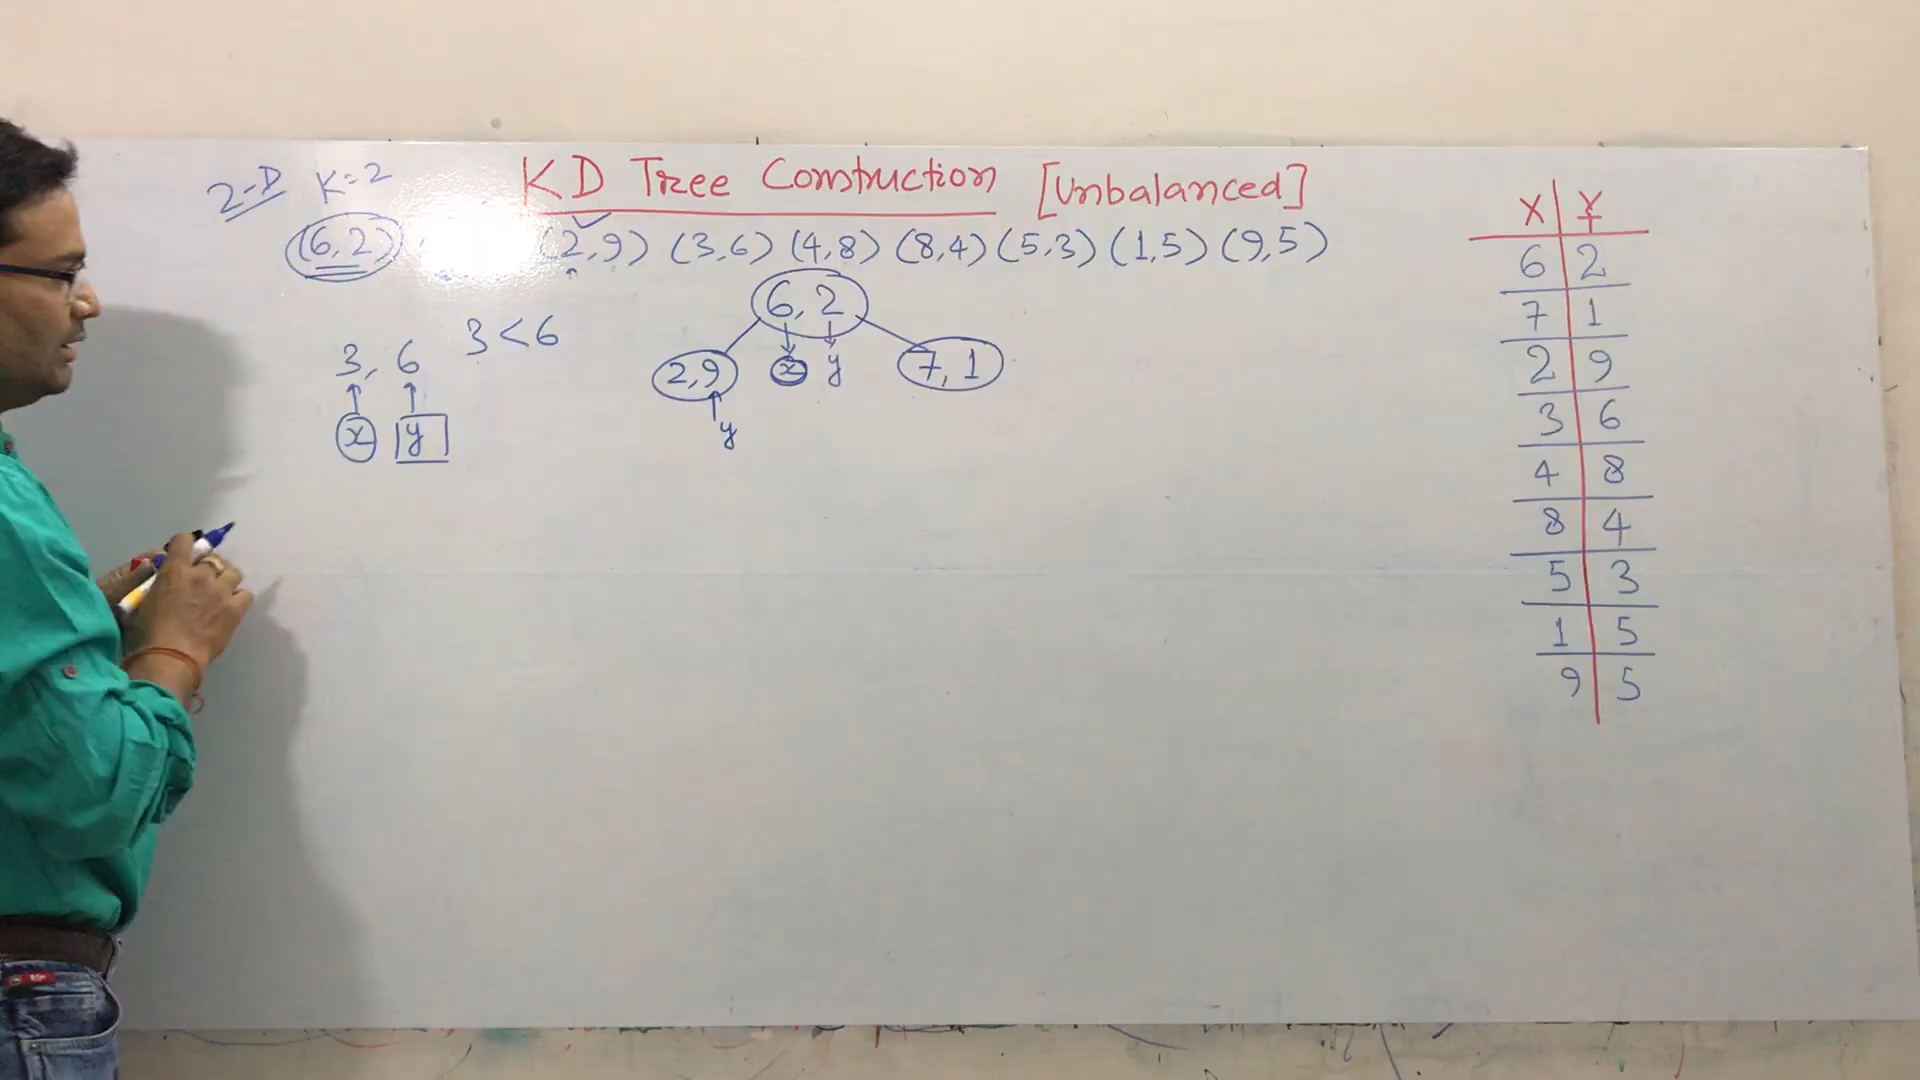 2-D K=2 KD Tree Construction [Unbalanced]
(6,2) (2,9) (3,6) (4,8) (8,4) (5,3) (1,5) (9,5)
3, 6 3<6
x y
6, 2
x y
2,9 7, 1
y
X Y
6 2
7 1
2 9
3 6
4 8
8 4
5 3
1 5
9 5